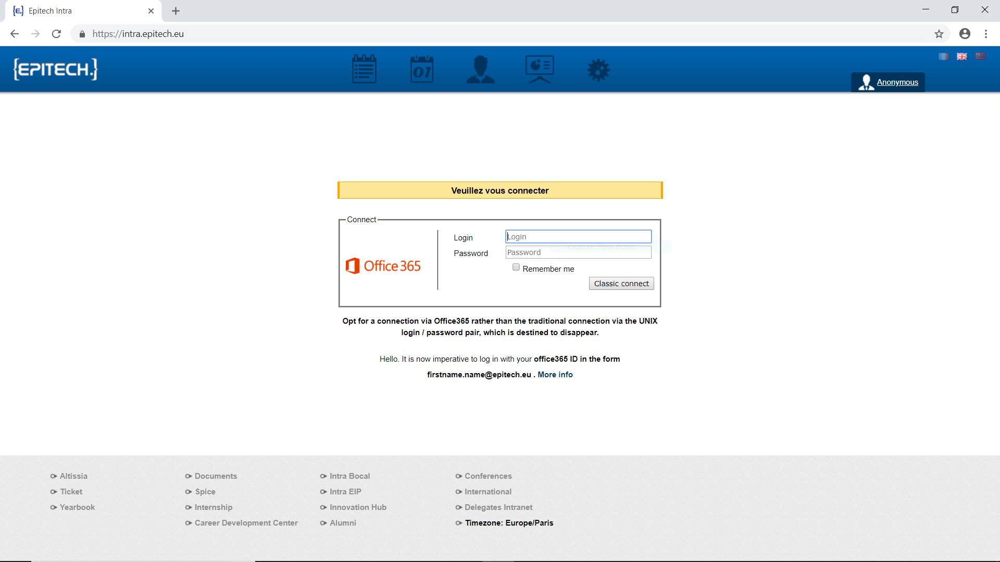 Epitech Intra
https://intra.epitech.eu
{EPITECH.}
01
Anonymous
Veuillez vous connecter
Connect
Login
Login
Capture Plein écran
Password
Password
Office 365
Remember me
Classic connect
Opt for a connection via Office365 rather than the traditional connection via the UNIX
login / password pair, which is destined to disappear.
Hello. It is now imperative to log in with your office365 ID in the form
firstname.name@epitech.eu . More info
Altissia
Ticket
Yearbook
Documents
Spice
Internship
Career Development Center
Intra Bocal
Intra EIP
Innovation Hub
Alumni
Conferences
International
Delegates Intranet
Timezone: Europe/Paris